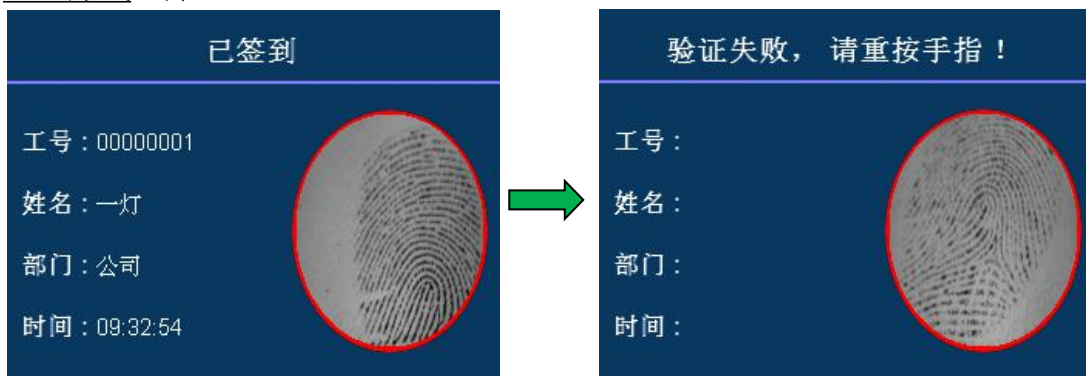 已签到
工号：00000001
姓名：一灯
部门：公司
时间：09:32:54
验证失败， 请重按手指！
工号：
姓名：
部门：
时间：